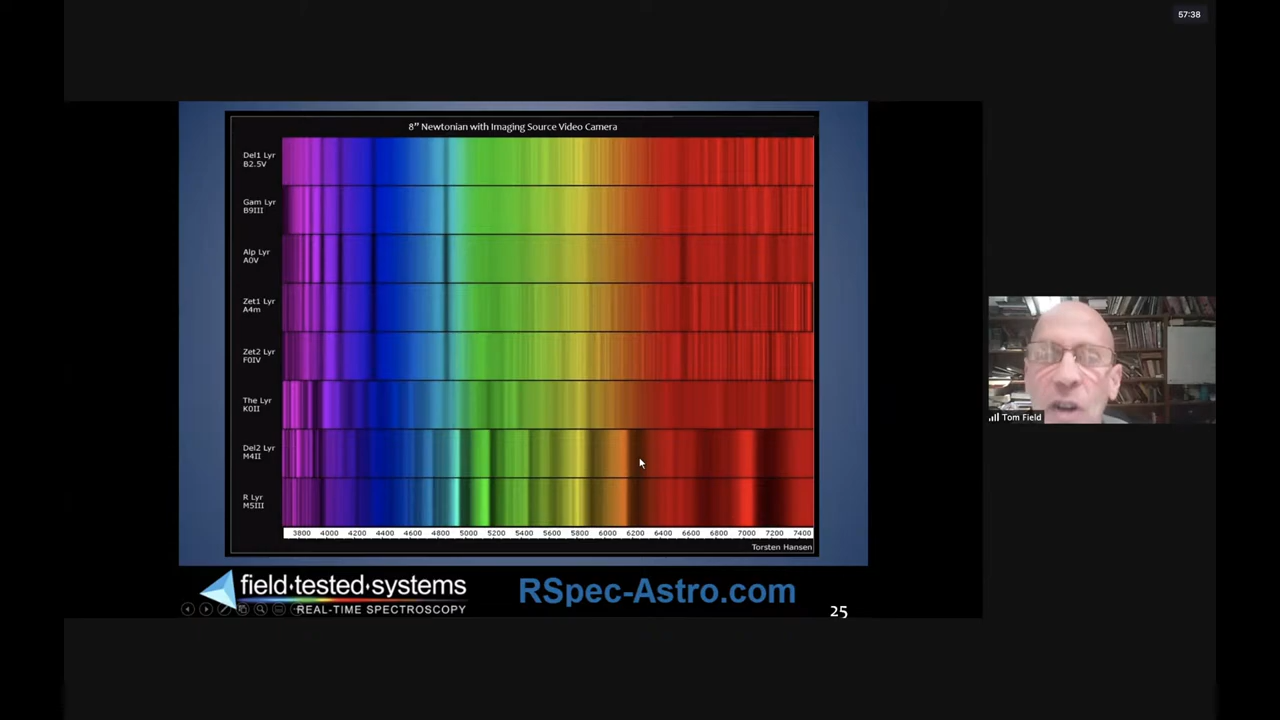 57:38
8” Newtonian with Imaging Source Video Camera
Del1 Lyr
B2.5V
Gam Lyr
B9III
Alp Lyr
A0V
Zet1 Lyr
A4m
Zet2 Lyr
F0IV
The Lyr
K0II
Del2 Lyr
M4II
R Lyr
M5III
3800 4000 4200 4400 4600 4800 5000 5200 5400 5600 5800 6000 6200 6400 6600 6800 7000 7200 7400
Torsten Hansen
Tom Field
field·tested·systems
REAL-TIME SPECTROSCOPY
RSpec-Astro.com
25